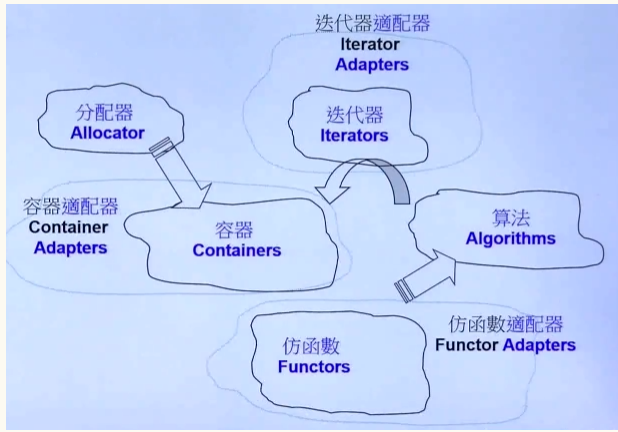 迭代器適配器
Iterator
Adapters
分配器
Allocator
迭代器
Iterators
容器適配器
Container
Adapters
容器
Containers
算法
Algorithms
仿函數
Functors
仿函數適配器
Functor Adapters